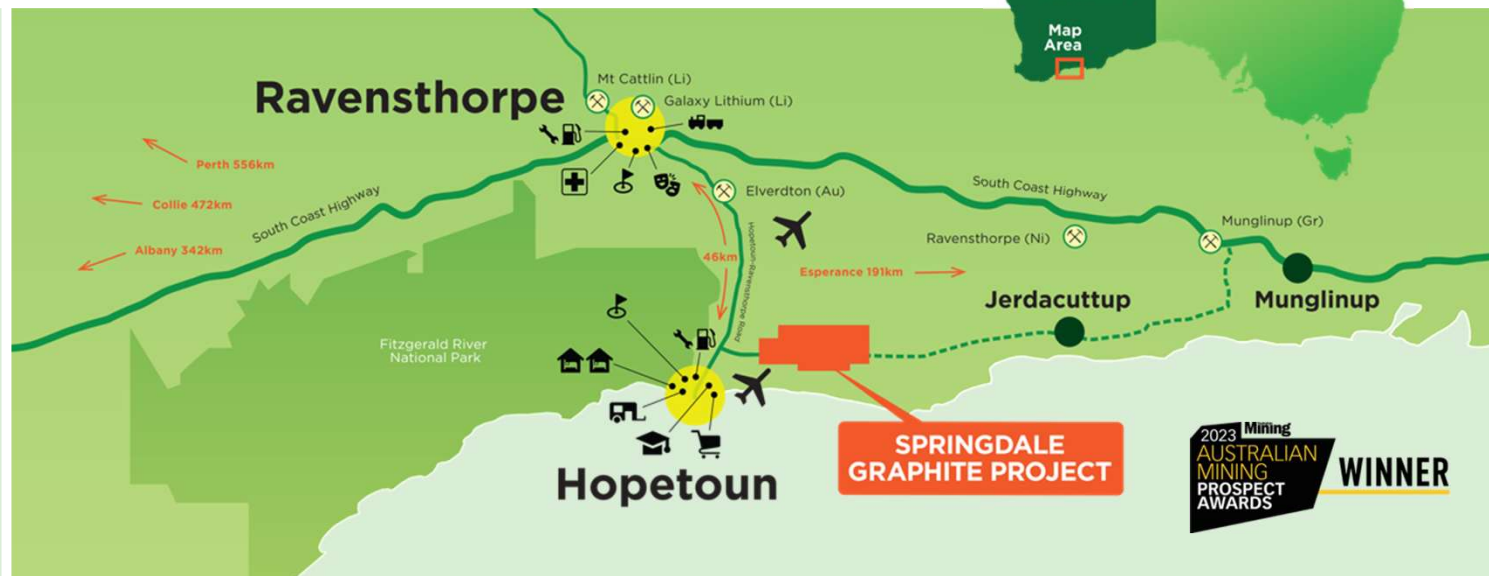 Map
Area
Mt Cattlin (Li)
Ravensthorpe
Galaxy Lithium (Li)
Perth 556km
Collie 472km
Albany 342km
South Coast Highway
Elverdton (Au)
South Coast Highway
Ravensthorpe (Ni)
Munglinup (Gr)
46km
Hopetoun-Ravensthorpe Road
Esperance 191km
Jerdacuttup
Munglinup
Fitzgerald River
National Park
SPRINGDALE
GRAPHITE PROJECT
Hopetoun
2023 Mining
AUSTRALIAN
MINING
PROSPECT
AWARDS
WINNER